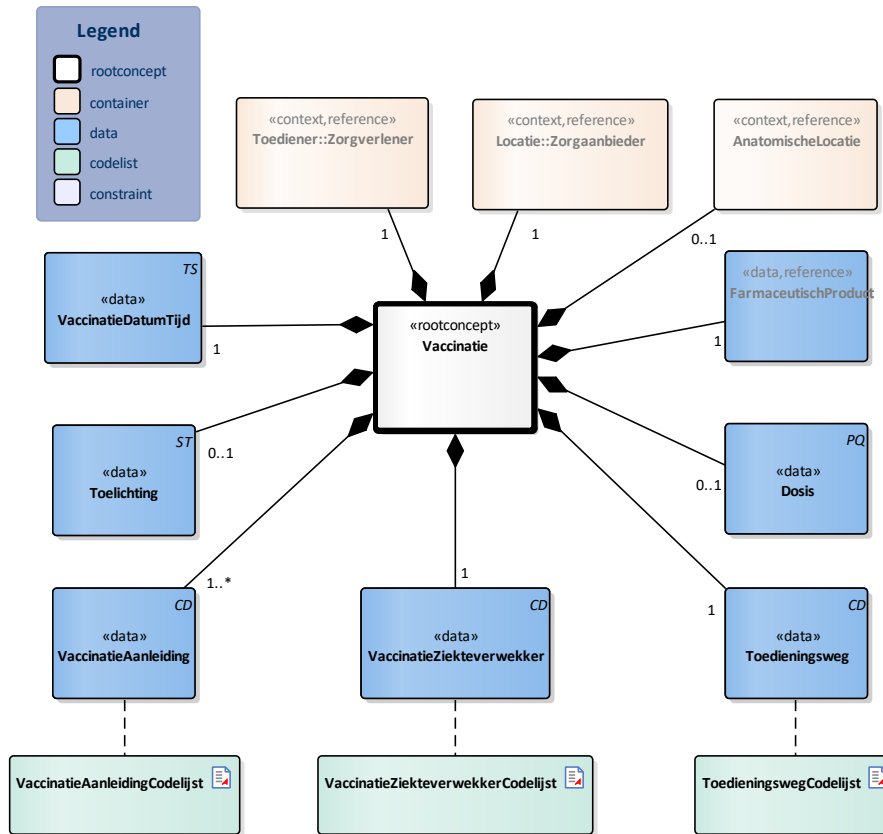 Legend
rootconcept
container
data
codelist
constraint
«context,reference»
Toediener::Zorgverlener
«context,reference»
Locatie::Zorgaanbieder
«context,reference»
AnatomischeLocatie
1
1
0..1
TS
«data»
VaccinatieDatumTijd
1
«rootconcept»
Vaccinatie
«data,reference»
FarmaceutischProduct
1
ST
«data»
Toelichting
0..1
PQ
«data»
Dosis
0..1
CD
«data»
VaccinatieAanleiding
1..*
CD
«data»
VaccinatieZiekteverwekker
1
CD
«data»
Toedieningsweg
1
VaccinatieAanleidingCodelijst
VaccinatieZiekteverwekkerCodelijst
ToedieningswegCodelijst